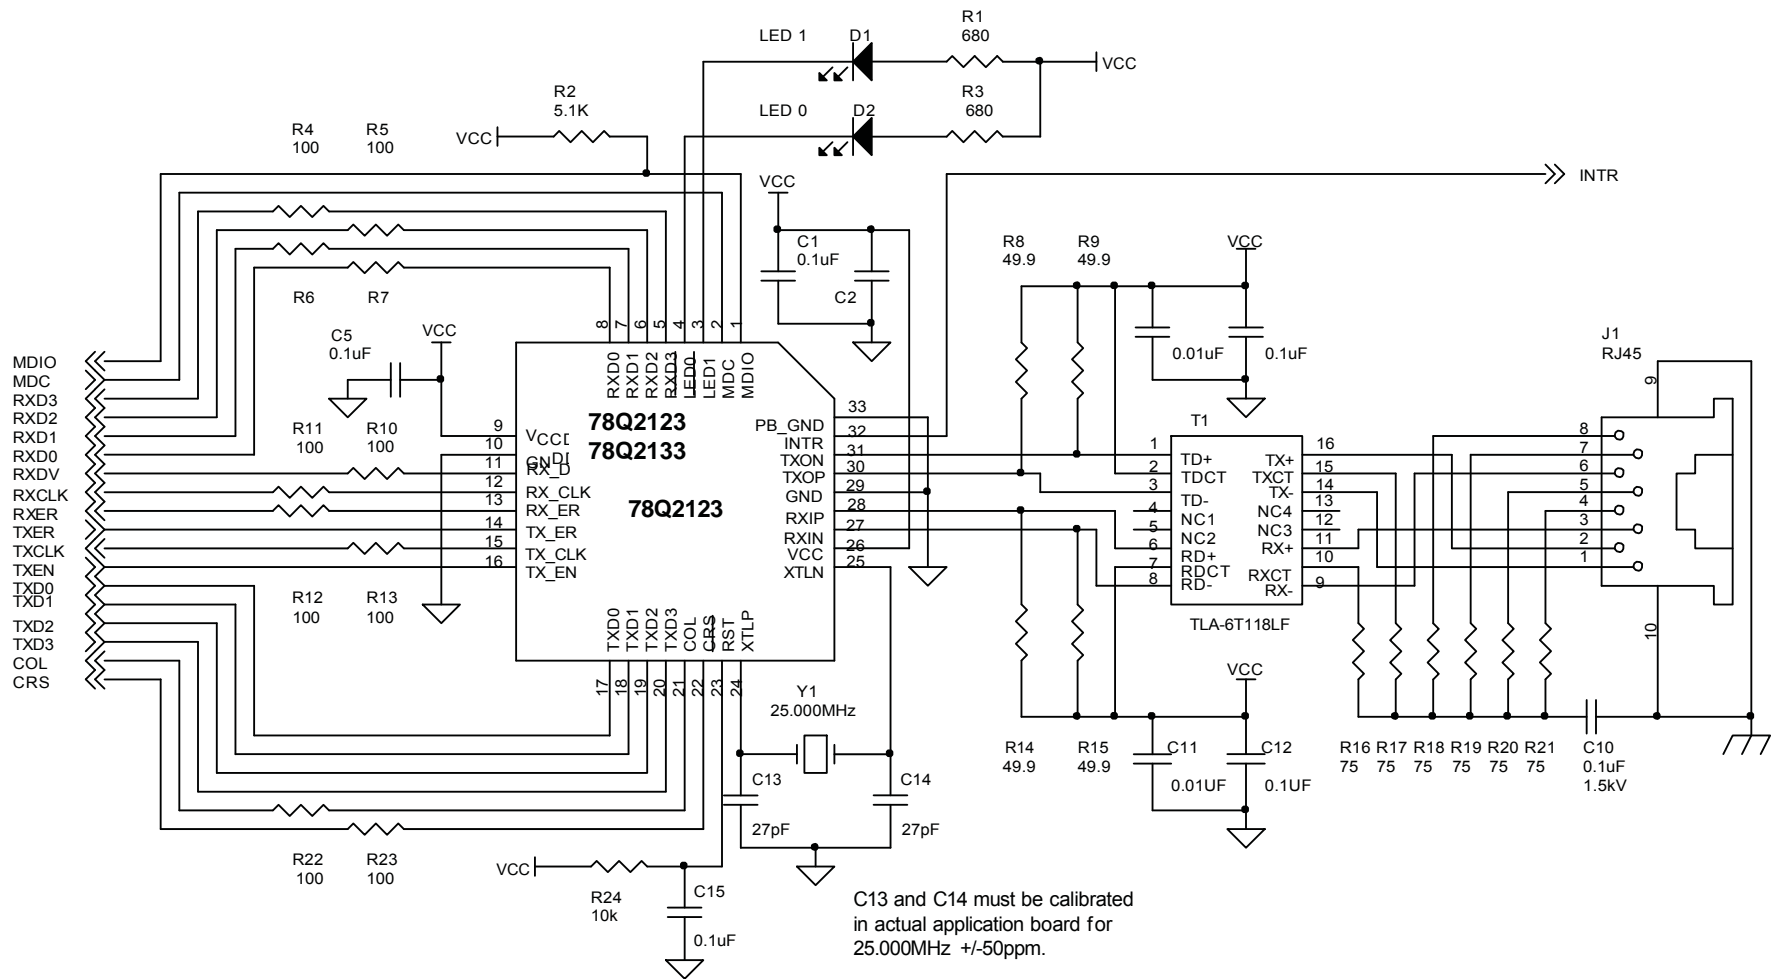 LED 1
D1
R1
680
VCC
R2
5.1K
LED 0
D2
R3
680
R4
100
R5
100
VCC
VCC
INTR
C1
0.1uF
C2
R8
49.9
R9
49.9
VCC
R6
R7
0.01uF
0.1uF
C5
0.1uF
VCC
J1
RJ45
MDIO
MDC
RXD3
RXD2
RXD1
RXD0
RXDV
RXCLK
RXER
TXER
TXCLK
TXEN
TXD0
TXD1
TXD2
TXD3
COL
CRS
R11
100
R10
100
R12
100
R13
100
8 7 6 5 4 3 2 1
RXD0 RXD1 RXD2 RXD3 LED0 LED1 MDC MDIO
78Q2123
78Q2133
78Q2123
9 VCCD
10 GNDD
11 RX_D
12 RX_CLK
13 RX_ER
14 TX_ER
15 TX_CLK
16 TX_EN
PB_GND 33
INTR 32
TXON 31
TXOP 30
GND 29
RXIP 28
RXIN 27
VCC 26
XTLN 25
TXD0 TXD1 TXD2 TXD3 COL CRS RST XTLP
17 18 19 20 21 22 23 24
T1
1 TD+
2 TDCT
3 TD-
4 NC1
5 NC2
6 RD+
7 RDCT
8 RD-
TX+ 16
TXCT 15
TX- 14
NC4 13
NC3 12
RX+ 11
RXCT 10
RX- 9
TLA-6T118LF
9
8
7
6
5
4
3
2
1
10
Y1
25.000MHz
VCC
R14
49.9
R15
49.9
C11
0.01UF
C12
0.1UF
R16
75
R17
75
R18
75
R19
75
R20
75
R21
75
C10
0.1uF
1.5kV
C13
27pF
C14
27pF
R22
100
R23
100
VCC
R24
10k
C15
0.1uF
C13 and C14 must be calibrated
in actual application board for
25.000MHz +/-50ppm.